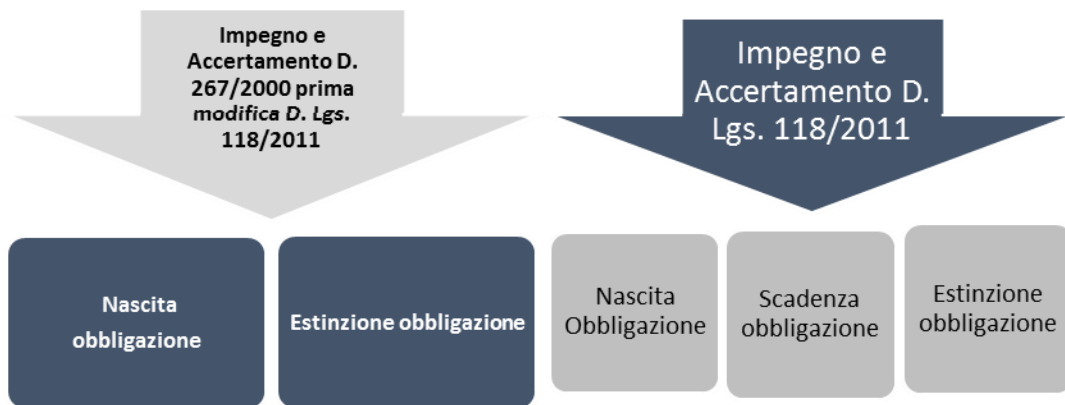 Impegno e
Accertamento D.
267/2000 prima
modifica D. Lgs.
118/2011
Impegno e
Accertamento D.
Lgs. 118/2011
Nascita
obbligazione
Estinzione obbligazione
Nascita
Obbligazione
Scadenza
obbligazione
Estinzione
obbligazione